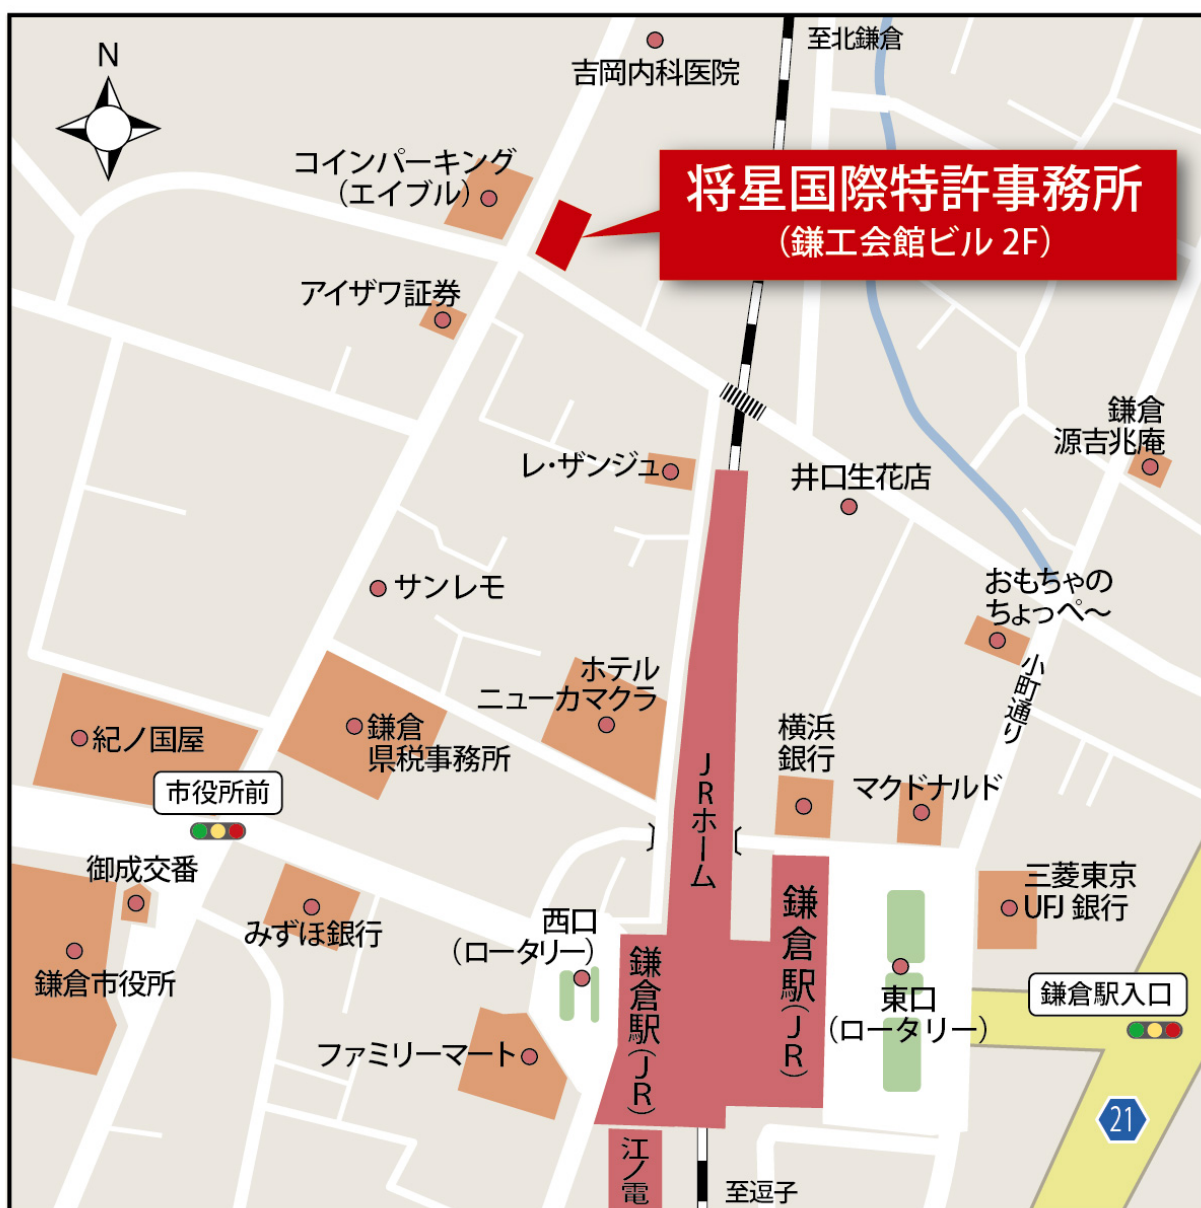 至北鎌倉
N
吉岡内科医院
コインパーキング
（エイブル）
将星国際特許事務所
（鎌工会館ビル 2F）
アイザワ証券
鎌倉
源吉兆庵
レ・ザンジュ
井口生花店
サンレモ
おもちゃの
ちょっぺ〜
小町通り
ホテル
ニューカマクラ
紀ノ国屋
鎌倉
県税事務所
横浜
銀行
JRホーム
マクドナルド
市役所前
御成交番
みずほ銀行
西口
（ロータリー）
鎌倉駅（JR）
鎌倉駅（JR）
三菱東京
UFJ 銀行
鎌倉市役所
東口
（ロータリー）
鎌倉駅入口
ファミリーマート
21
江ノ電
至逗子